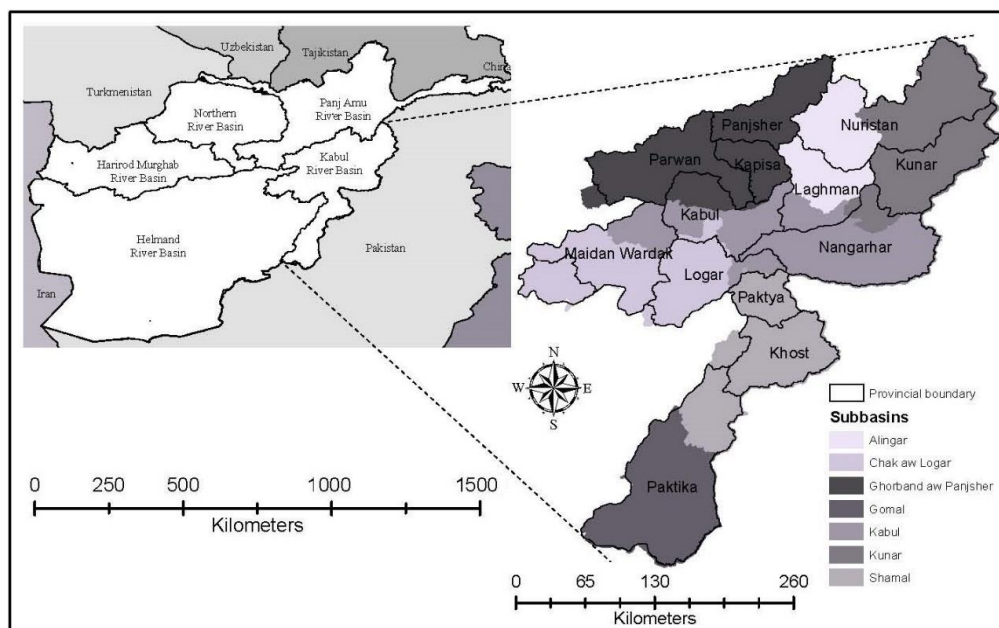 Uzbekistan
Tajikistan
China
Turkmenistan
Northern
River Basin
Panj Amu
River Basin
Harirod Murghab
River Basin
Kabul
River Basin
Helmand
River Basin
Pakistan
Iran
Panjsher
Nuristan
Parwan
Kapisa
Kunar
Laghman
Kabul
Nangarhar
Maidan Wardak
Logar
Paktya
Khost
Paktika
N
W E
S
0 250 500 1000 1500
Kilometers
0 65 130 260
Kilometers
Provincial boundary
Subbasins
Alingar
Chak aw Logar
Ghorband aw Panjsher
Gomal
Kabul
Kunar
Shamal